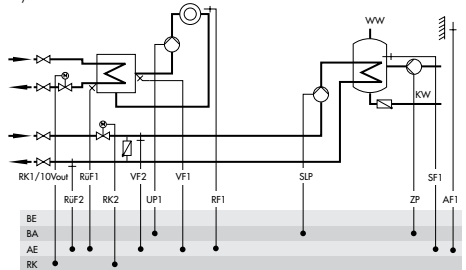 WW
KW
RK1/10Vout RüF1 VF2 VF1 SLP SF1
RüF2 RK2 UP1 RF1 ZP AF1
BE
BA
AE
RK